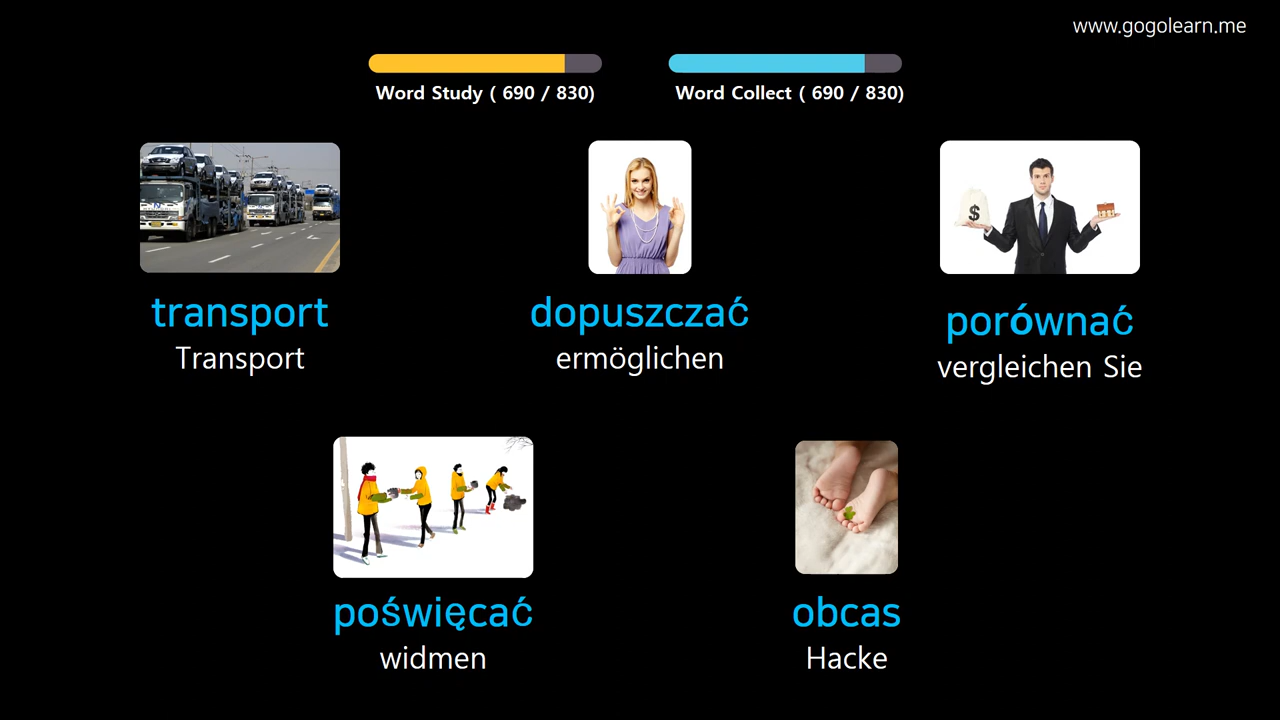 www.gogolearn.me
Word Study ( 690 / 830)
Word Collect ( 690 / 830)
transport
Transport
dopuszczać
ermöglichen
porównać
vergleichen Sie
poświęcać
widmen
obcas
Hacke